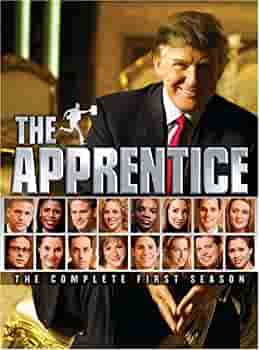 THE
APPRENTICE
THE COMPLETE FIRST SEASON